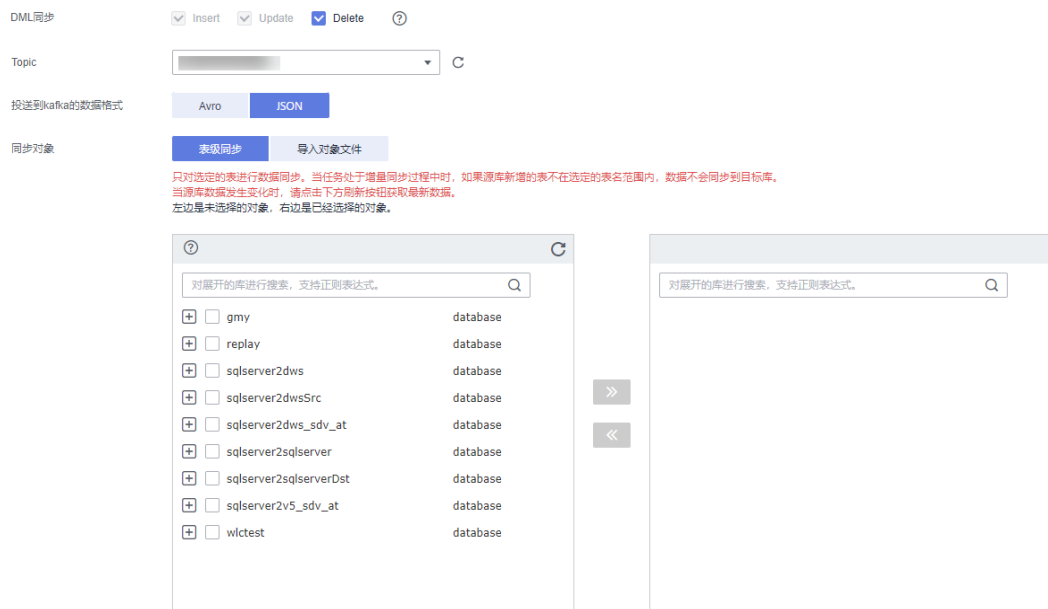 DML同步 Insert Update Delete ?
Topic
投送到kafka的数据格式 Avro JSON
同步对象 表级同步 导入对象文件
只对选定的表进行数据同步。当任务处于增量同步过程中时，如果源库新增的表不在选定的表名范围内，数据不会同步到目标库。
当源库数据发生变化时，请点击下方刷新按钮获取最新数据。
左边是未选择的对象，右边是已经选择的对象。
?
对展开的库进行搜索，支持正则表达式。 对展开的库进行搜索，支持正则表达式。
gmy database
replay database
sqlserver2dws database
sqlserver2dwsSrc database
sqlserver2dws_sdv_at database
sqlserver2sqlserver database
sqlserver2sqlserverDst database
sqlserver2v5_sdv_at database
wlctest database